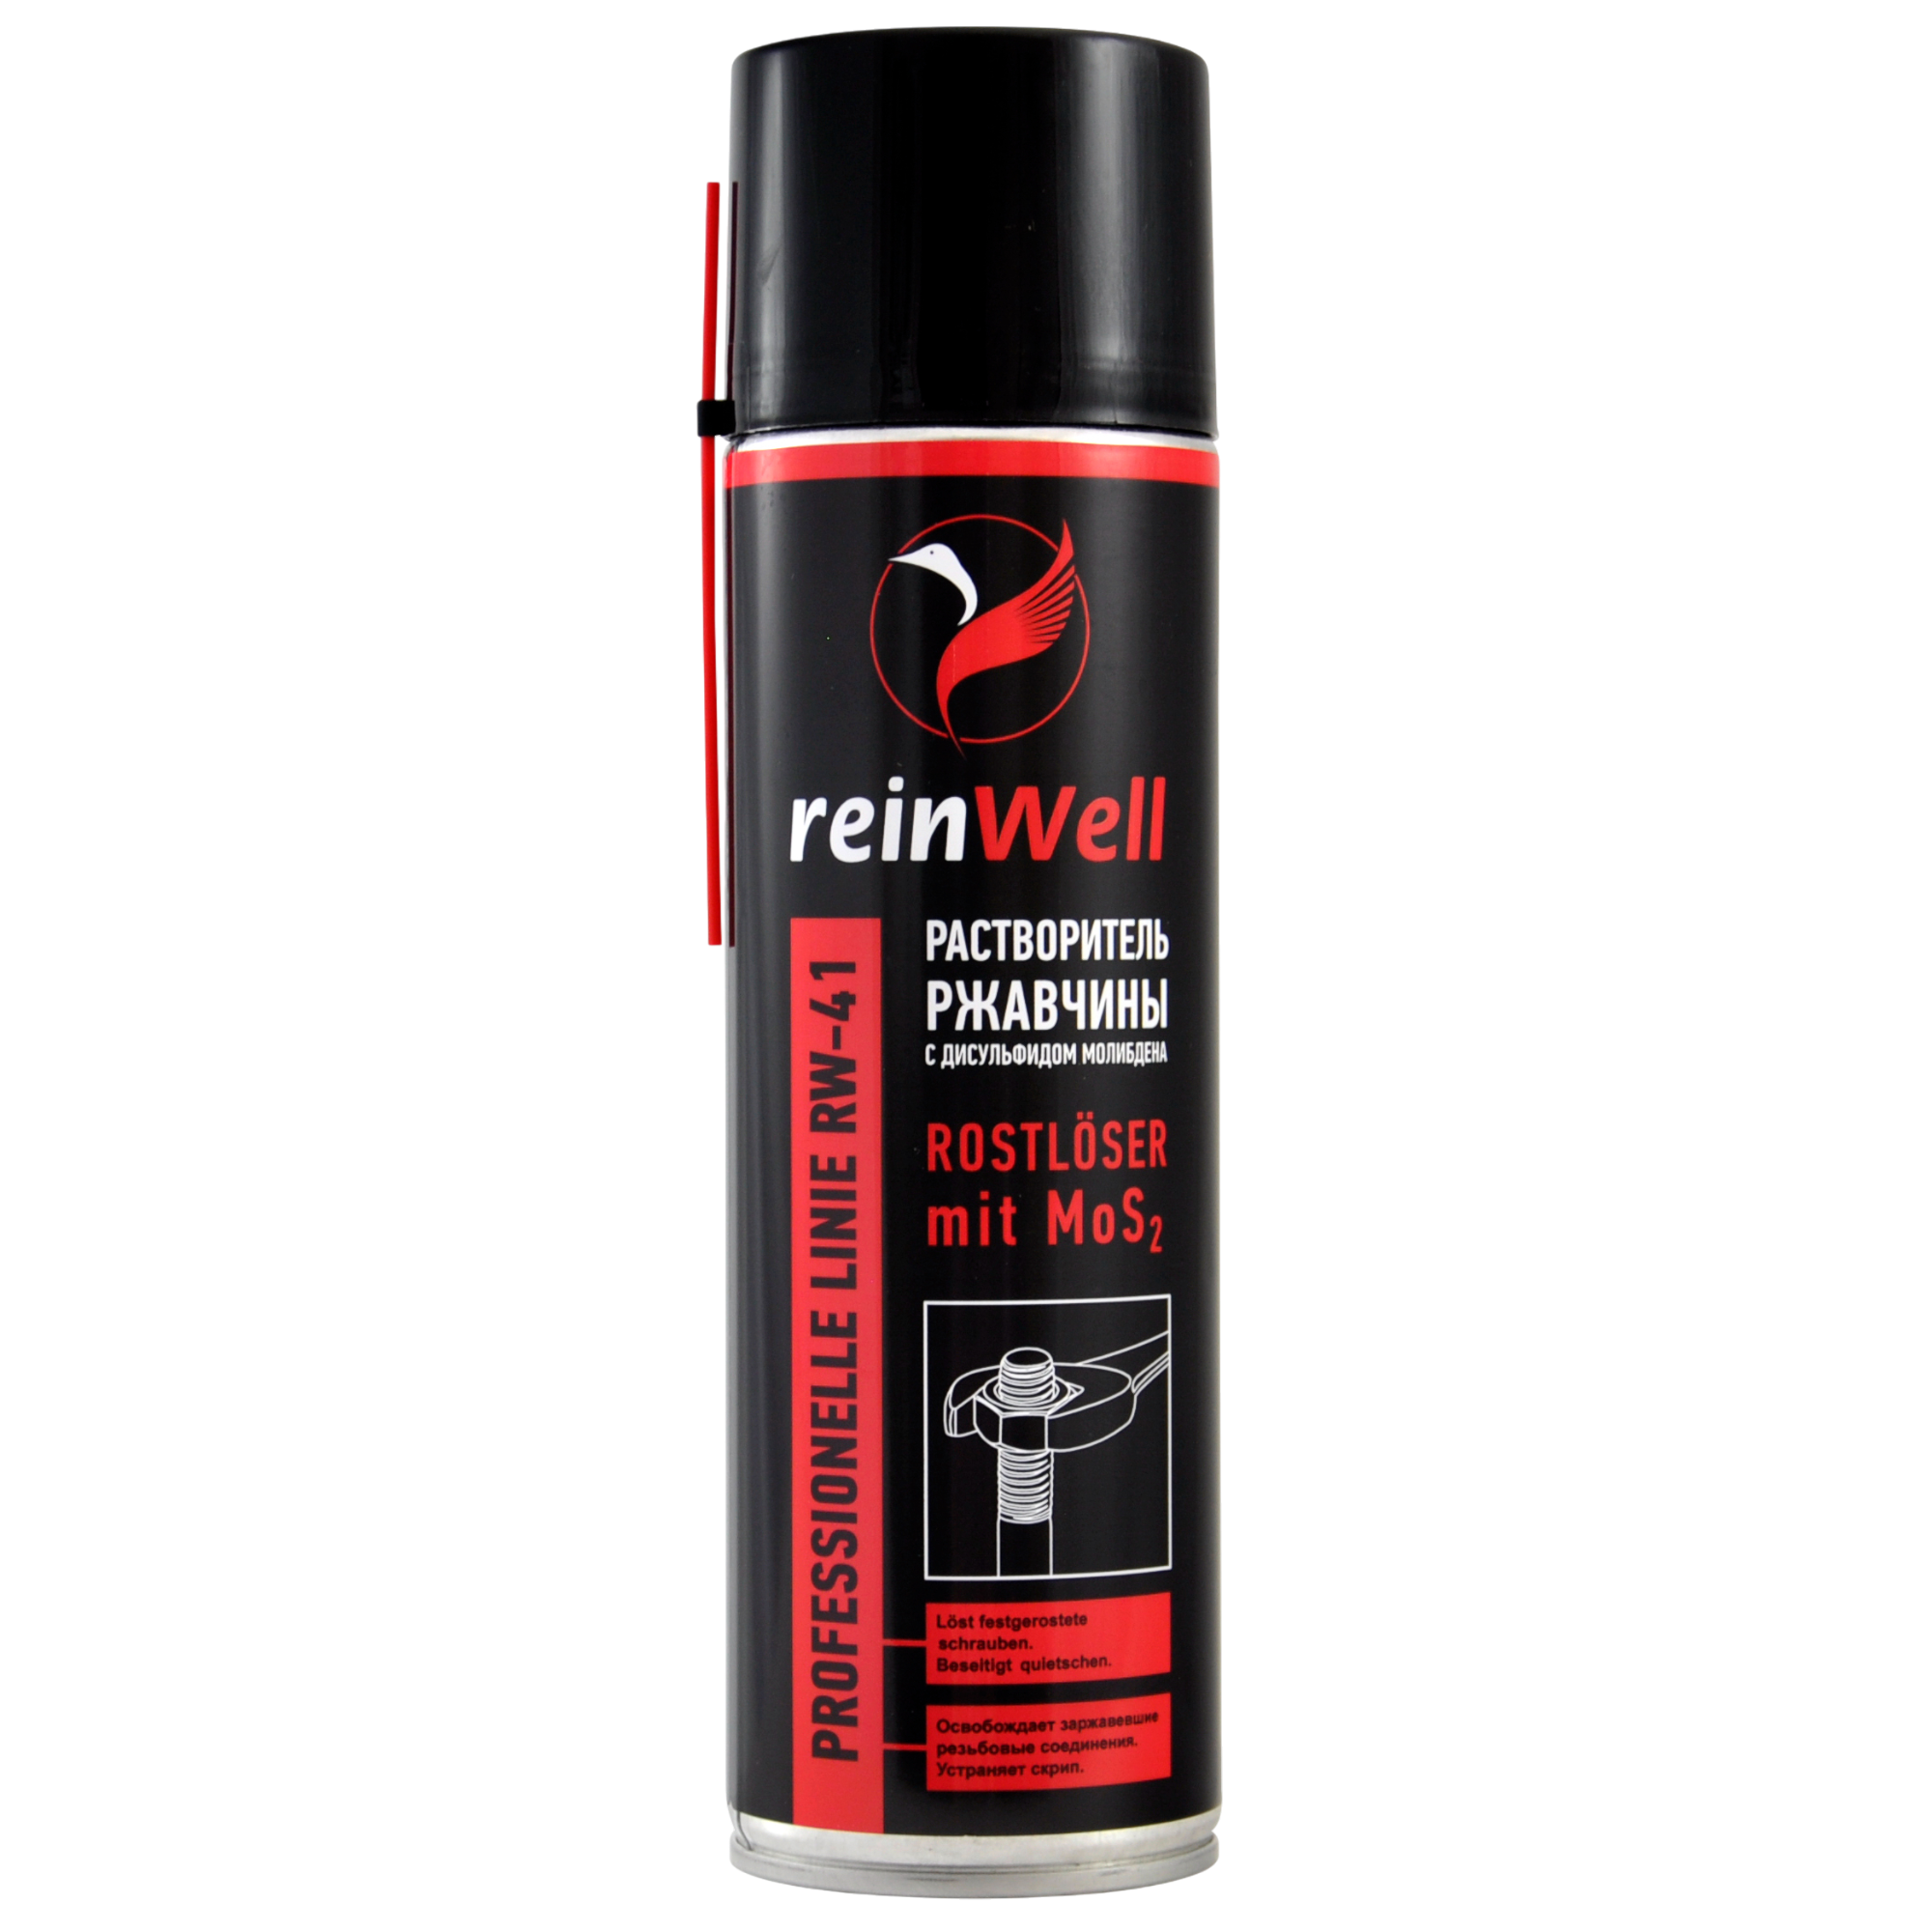 reinWell
PROFESSIONELLE LINIE RW-41
РАСТВОРИТЕЛЬ
РЖАВЧИНЫ
С ДИСУЛЬФИДОМ МОЛИБДЕНА
ROSTLÖSER
mit MoS₂
Löst festgerostete
schrauben.
Beseitigt quietschen.
Освобождает заржавевшие
резьбовые соединения.
Устраняет скрип.